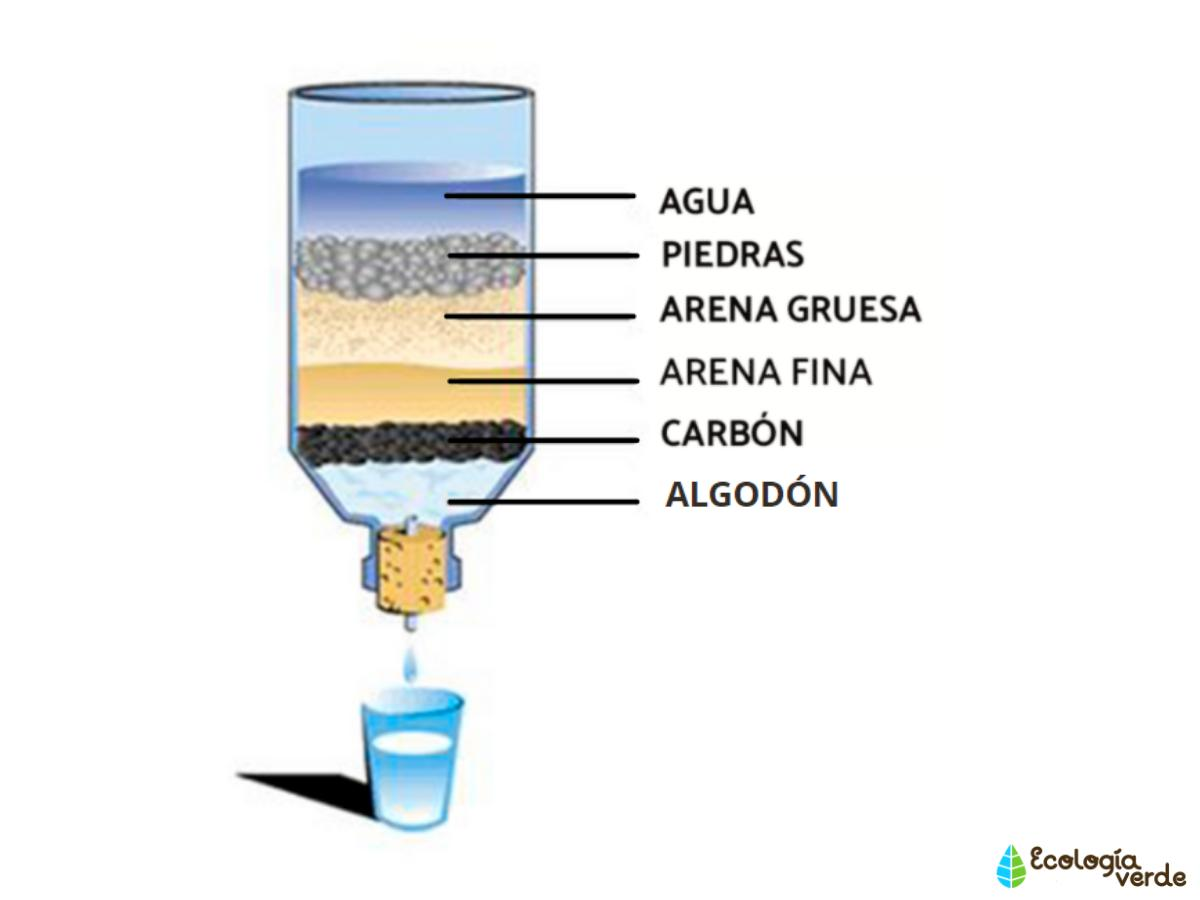 AGUA
PIEDRAS
ARENA GRUESA
ARENA FINA
CARBÓN
ALGODÓN
Ecología
verde